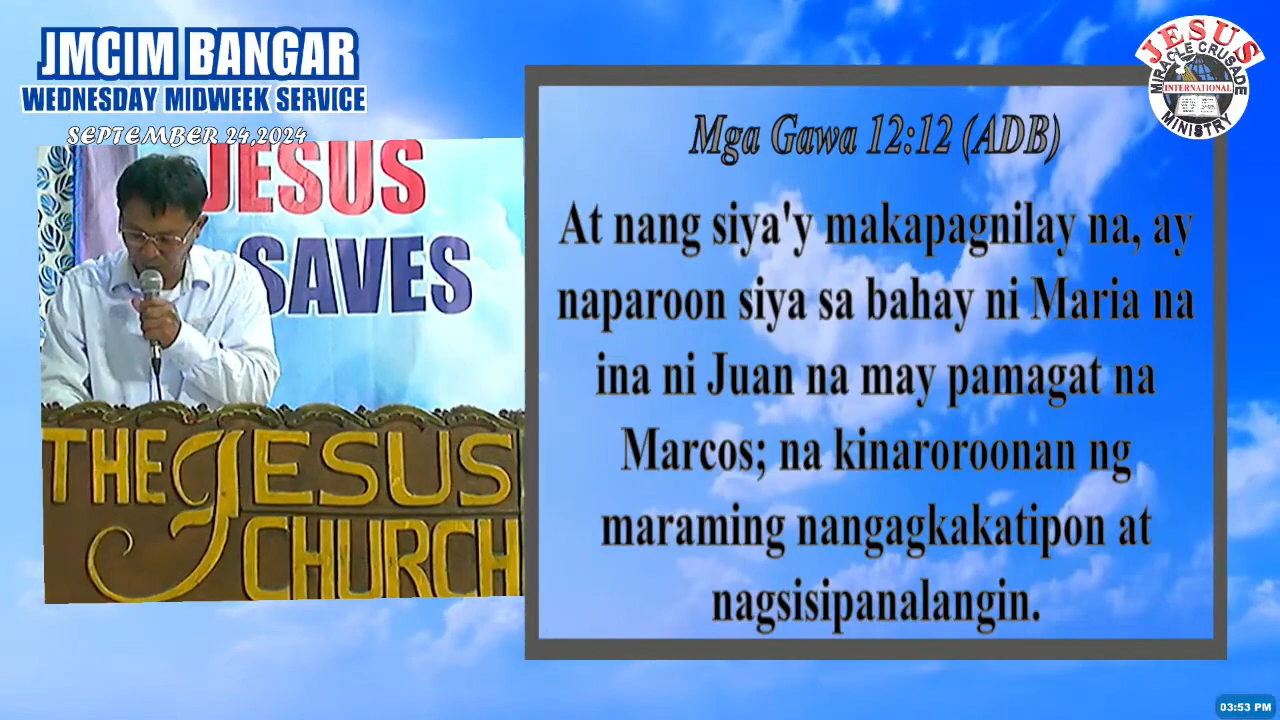 JMCIM BANGAR
WEDNESDAY MIDWEEK SERVICE
SEPTEMBER 24,2024
JESUS
SAVES
THE JESUS
CHURCH
JESUS
MIRACLE CRUSADE
INTERNATIONAL
MINISTRY
Mga Gawa 12:12 (ADB)
At nang siya'y makapagnilay na, ay
naparoon siya sa bahay ni Maria na
ina ni Juan na may pamagat na
Marcos; na kinaroroonan ng
maraming nangagkakatipon at
nagsisipanalangin.
03:53 PM